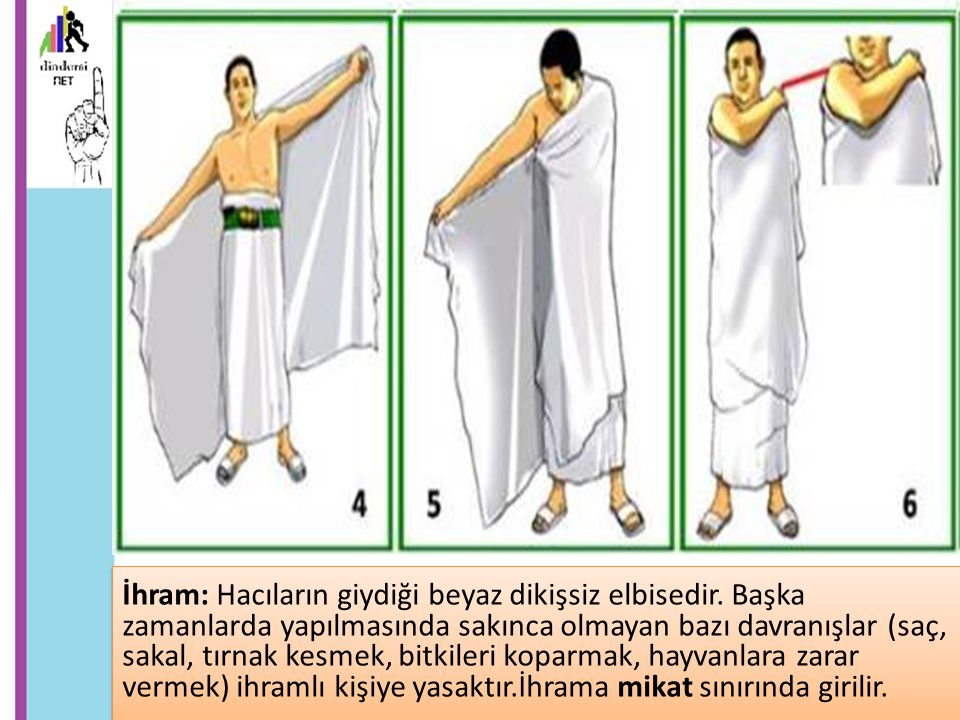 dindersi
NET
4
5
6
İhram: Hacıların giydiği beyaz dikişsiz elbisedir. Başka
zamanlarda yapılmasında sakınca olmayan bazı davranışlar (saç,
sakal, tırnak kesmek, bitkileri koparmak, hayvanlara zarar
vermek) ihramlı kişiye yasaktır.İhrama mikat sınırında girilir.